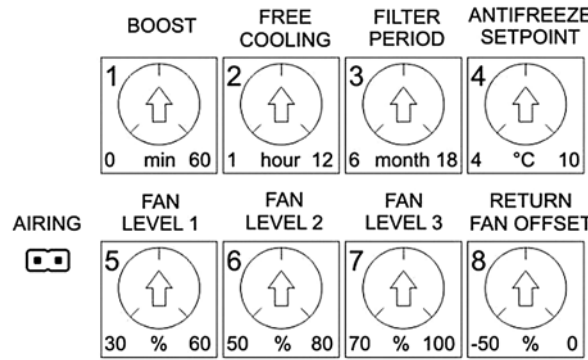 BOOST
FREE COOLING
FILTER PERIOD
ANTIFREEZE SETPOINT
1 2 3 4
0 min 60 1 hour 12 6 month 18 4 °C 10
AIRING
FAN LEVEL 1
FAN LEVEL 2
FAN LEVEL 3
RETURN FAN OFFSET
5 6 7 8
30 % 60 50 % 80 70 % 100 -50 % 0